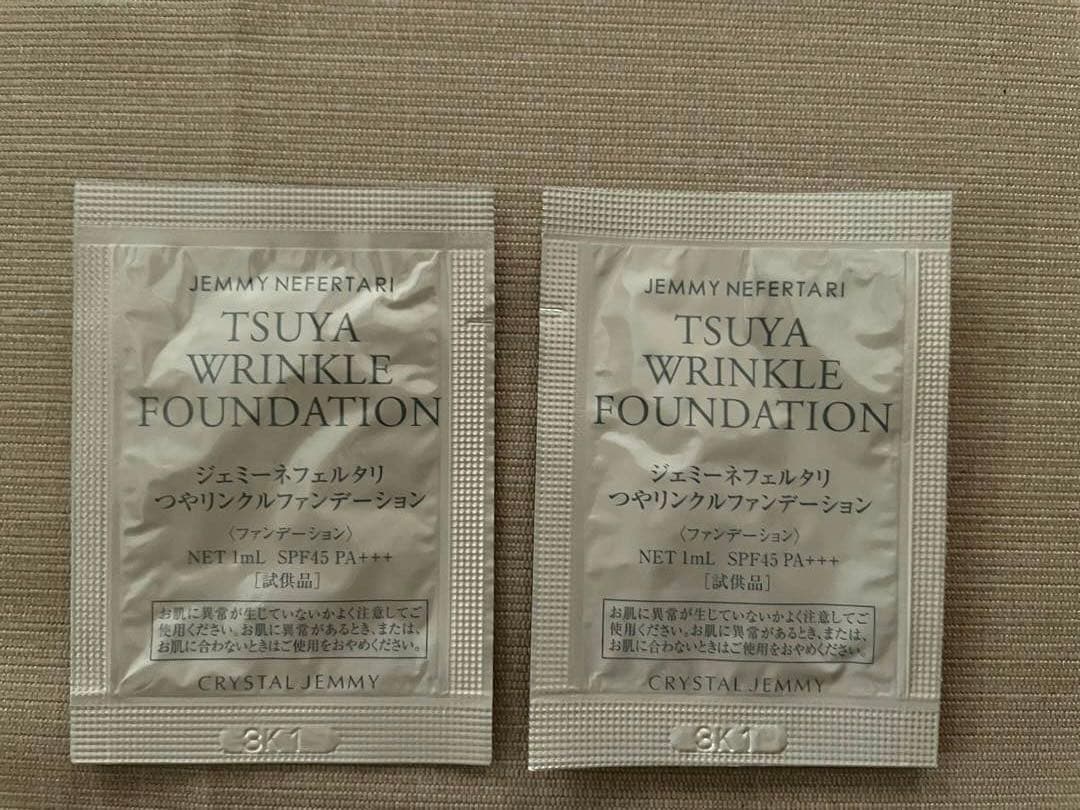 JEMMY NEFERTARI
TSUYA
WRINKLE
FOUNDATION
ジェミーネフェルタリ
つやリンクルファンデーション
〈ファンデーション〉
NET 1mL SPF45 PA+++
［試供品］
お肌に異常が生じていないかよく注意してご
使用ください。お肌に異常があるとき、または、
お肌に合わないときはご使用をおやめください。
CRYSTAL JEMMY
3K1
JEMMY NEFERTARI
TSUYA
WRINKLE
FOUNDATION
ジェミーネフェルタリ
つやリンクルファンデーション
〈ファンデーション〉
NET 1mL SPF45 PA+++
［試供品］
お肌に異常が生じていないかよく注意してご
使用ください。お肌に異常があるとき、または、
お肌に合わないときはご使用をおやめください。
CRYSTAL JEMMY
3K1